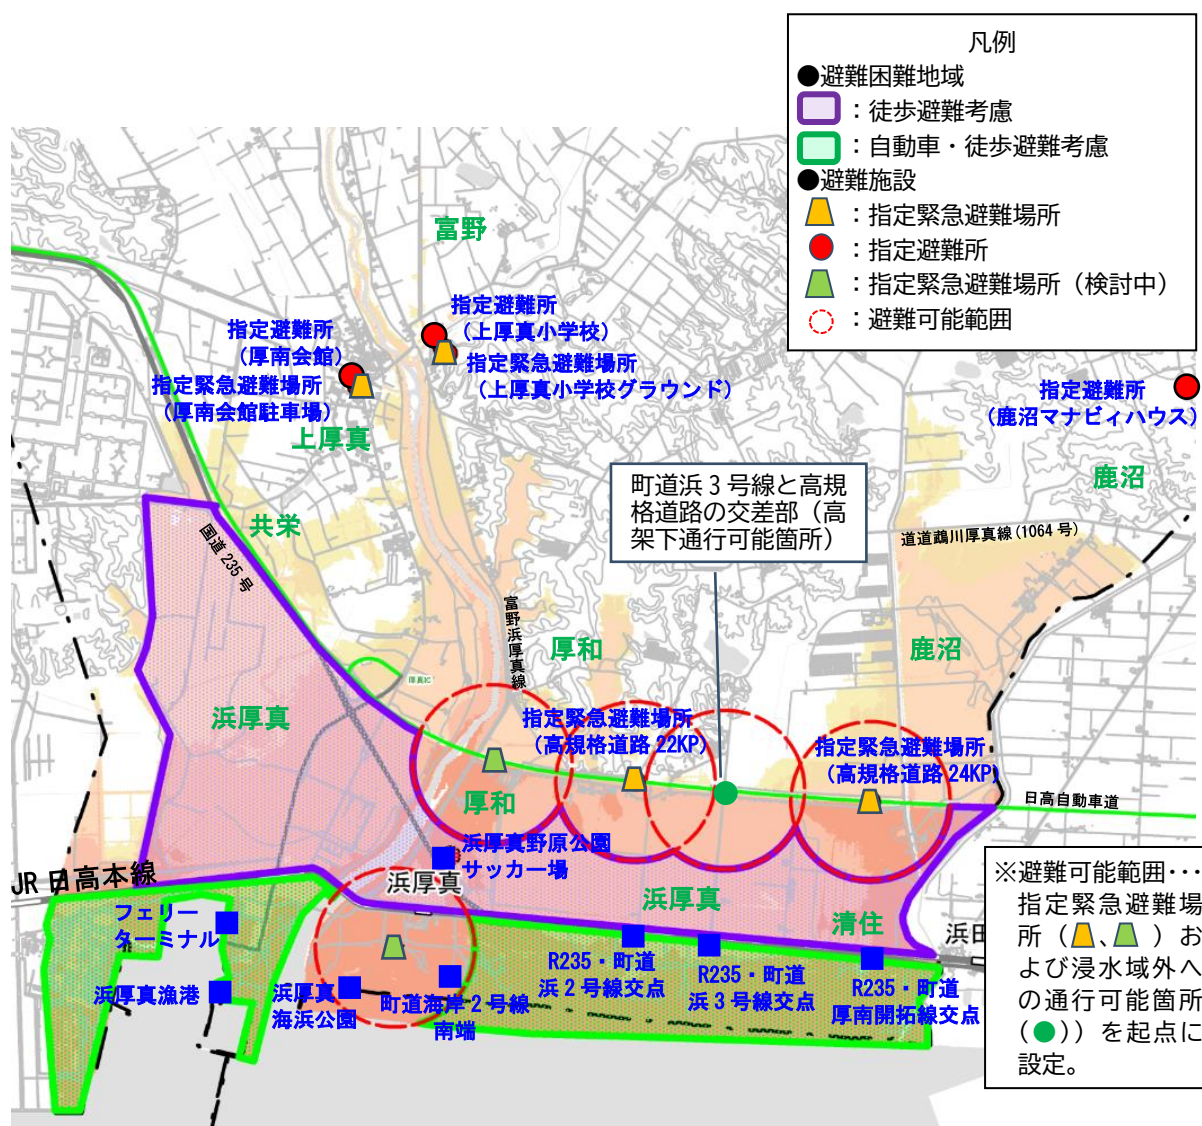 凡例
●避難困難地域
：徒歩避難考慮
：自動車・徒歩避難考慮
●避難施設
：指定緊急避難場所
：指定避難所
：指定緊急避難場所（検討中）
：避難可能範囲
富野
指定避難所
（上厚真小学校）
指定緊急避難場所
（上厚真小学校グラウンド）
指定避難所
（厚南会館）
指定緊急避難場所
（厚南会館駐車場）
上厚真
指定避難所
（鹿沼マナビィハウス）
鹿沼
町道浜3号線と高規
格道路の交差部（高
架下通行可能箇所）
共栄
国道235号
道道鵡川厚真線(1064号)
富野浜厚真線
厚和
鹿沼
厚真IC
浜厚真
指定緊急避難場所
（高規格道路 22KP）
指定緊急避難場所
（高規格道路 24KP）
厚和
日高自動車道
浜厚真野原公園
サッカー場
JR日高本線
浜厚真
浜厚真
清住
浜田
フェリー
ターミナル
浜厚真漁港
浜厚真
海浜公園
町道海岸2号線
南端
R235・町道
浜2号線交点
R235・町道
浜3号線交点
R235・町道
厚南開拓線交点
※避難可能範囲･･･
指定緊急避難場
所（、）お
よび浸水域外へ
の通行可能箇所
（●））を起点に
設定。